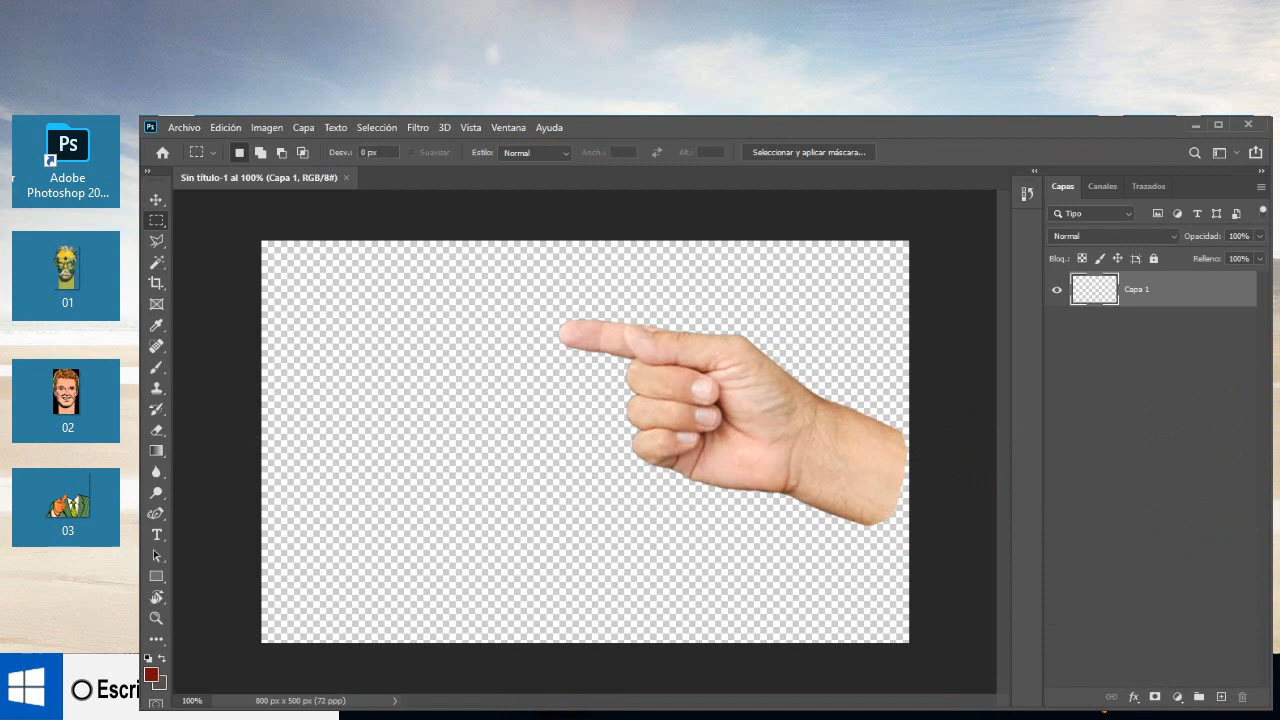 Ps
Adobe
Photoshop 20...
01
02
03
Escri
Ps Archivo Edición Imagen Capa Texto Selección Filtro 3D Vista Ventana Ayuda
Desv.: 0 px Suavizar Estilo: Normal Anch.: Alt.: Seleccionar y aplicar máscara...
Sin título-1 al 100% (Capa 1, RGB/8#) ×
Capas Canales Trazados
Tipo
Normal Opacidad: 100%
Bloq.: Relleno: 100%
Capa 1
100% 800 px x 500 px (72 ppp)